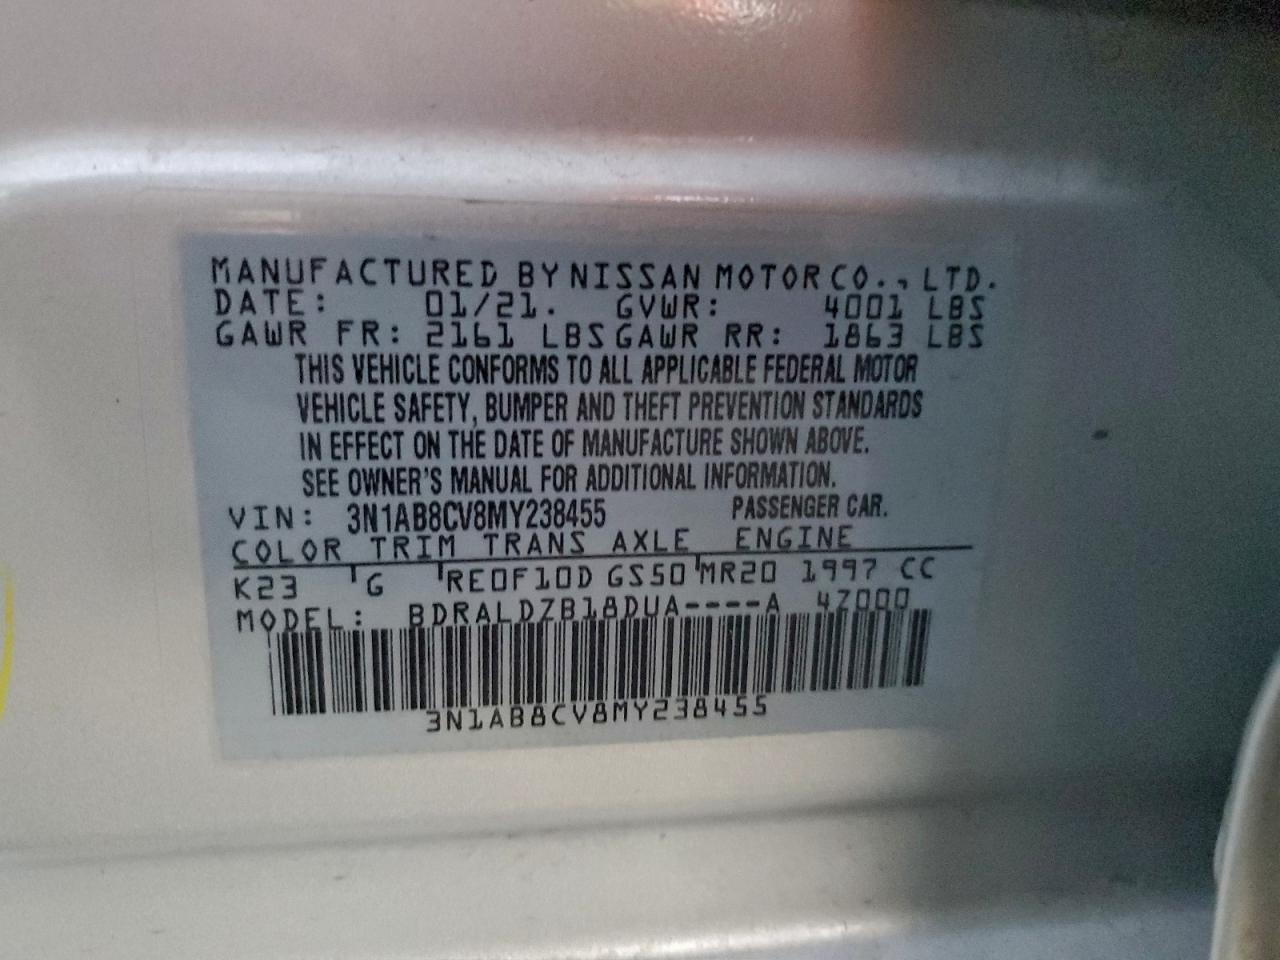 MANUFACTURED BY NISSAN MOTOR CO., LTD.
DATE: 01/21. GVWR: 4001 LBS
GAWR FR: 2161 LBS GAWR RR: 1863 LBS
THIS VEHICLE CONFORMS TO ALL APPLICABLE FEDERAL MOTOR
VEHICLE SAFETY, BUMPER AND THEFT PREVENTION STANDARDS
IN EFFECT ON THE DATE OF MANUFACTURE SHOWN ABOVE.
SEE OWNER'S MANUAL FOR ADDITIONAL INFORMATION.
VIN: 3N1AB8CV8MY238455 PASSENGER CAR.
COLOR TRIM TRANS AXLE ENGINE
K23 G RE0F10D GS50 MR20 1997 CC
MODEL: BDRALDZB18DUA----A 4Z000
3N1AB8CV8MY238455